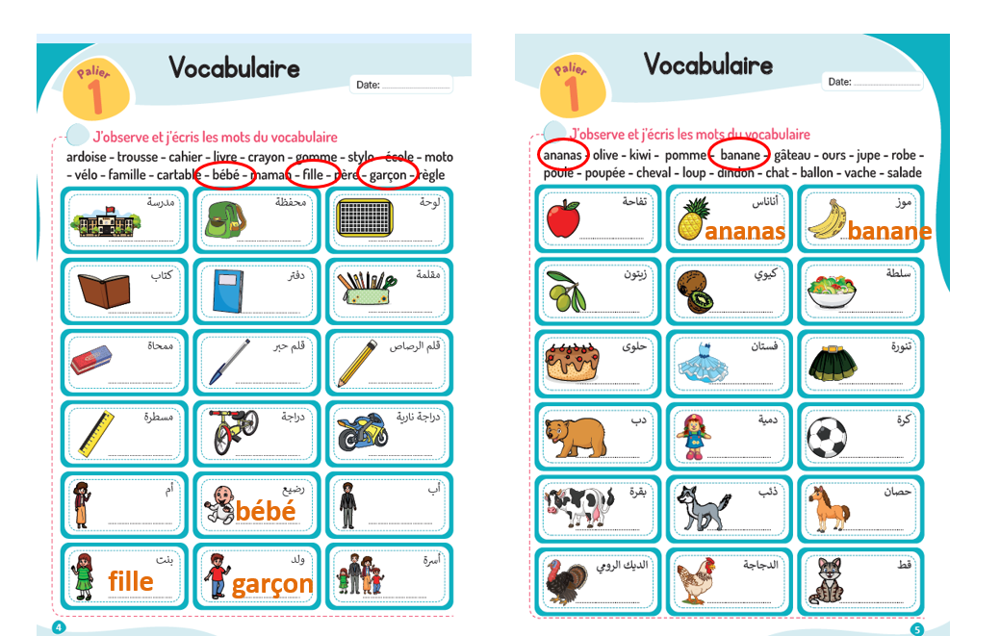 Palier
1
Vocabulaire
Date:
J'observe et j'écris les mots du vocabulaire
ardoise - trousse - cahier - livre - crayon - gomme - stylo - école - moto
- vélo - famille - cartable - bébé - maman - fille - père - garçon - règle
مدرسة
محفظة
لوحة
كتاب
دفتر
مقلمة
ممحاة
قلم حبر
قلم الرصاص
مسطرة
دراجة
دراجة نارية
أم
رضيع
bébé
أب
بنت
fille
ولد
garçon
أسرة
4
Palier
1
Vocabulaire
Date:
J'observe et j'écris les mots du vocabulaire
ananas - olive - kiwi - pomme - banane - gâteau - ours - jupe - robe -
poule - poupée - cheval - loup - dindon - chat - ballon - vache - salade
تفاحة
أناناس
ananas
موز
banane
زيتون
كيوي
سلطة
حلوى
فستان
تنورة
دب
دمية
كرة
بقرة
ذئب
حصان
الديك الرومي
الدجاجة
قط
5